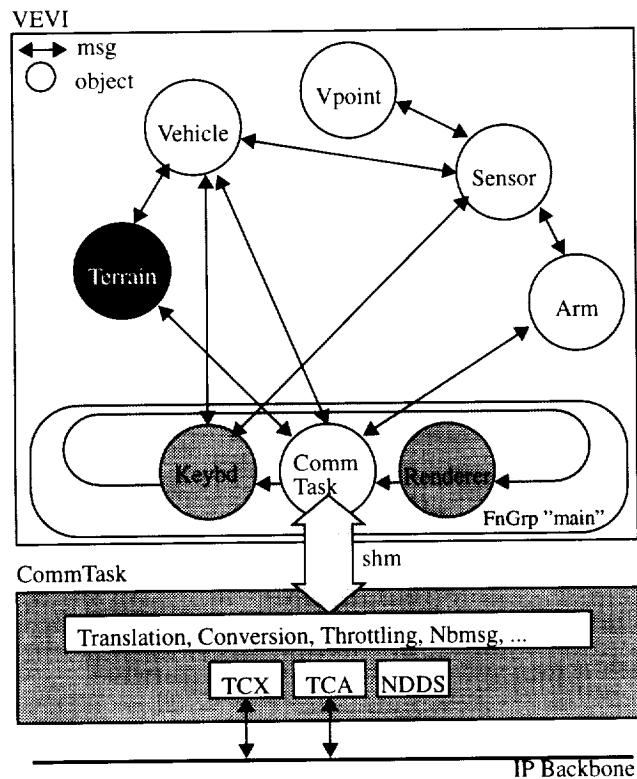 VEVI
msg
object
Vpoint
Vehicle
Sensor
Terrain
Arm
Keybd
Comm
Task
Renderer
FnGrp "main"
shm
CommTask
Translation, Conversion, Throttling, Nbmsg, ...
TCX
TCA
NDDS
IP Backbone